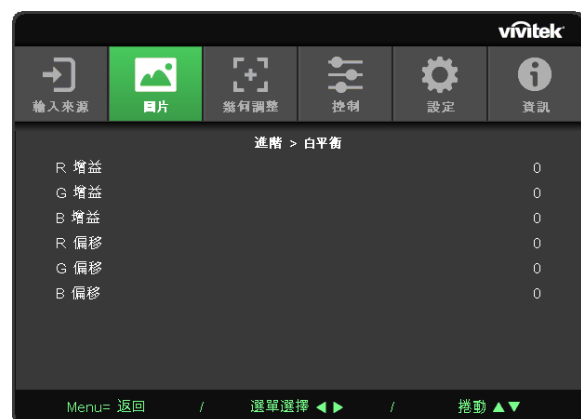 vivitek
輸入來源 圖片 幾何調整 控制 設定 資訊
進階 > 白平衡
R 增益 0
G 增益 0
B 增益 0
R 偏移 0
G 偏移 0
B 偏移 0
Menu= 返回 / 選單選擇 ◀ ▶ / 捲動 ▲▼